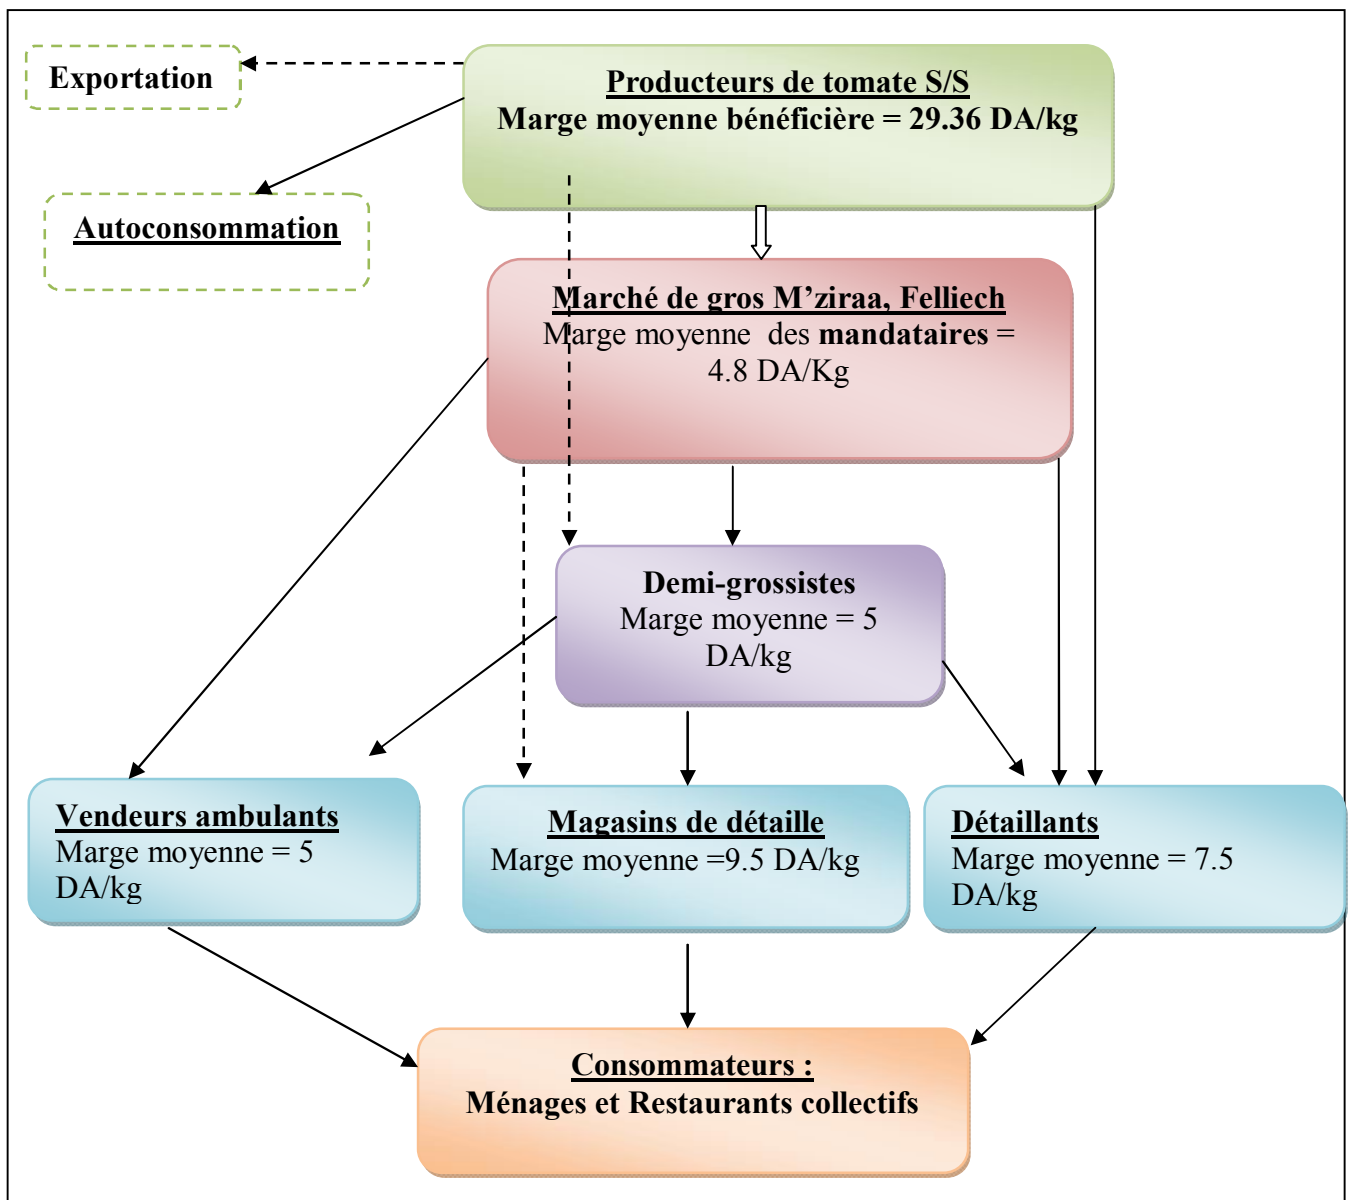 Exportation
Producteurs de tomate S/S
Marge moyenne bénéficière = 29.36 DA/kg
Autoconsommation
Marché de gros M’ziraa, Felliech
Marge moyenne des mandataires =
4.8 DA/Kg
Demi-grossistes
Marge moyenne = 5
DA/kg
Vendeurs ambulants
Marge moyenne = 5
DA/kg
Magasins de détaille
Marge moyenne =9.5 DA/kg
Détaillants
Marge moyenne = 7.5
DA/kg
Consommateurs :
Ménages et Restaurants collectifs